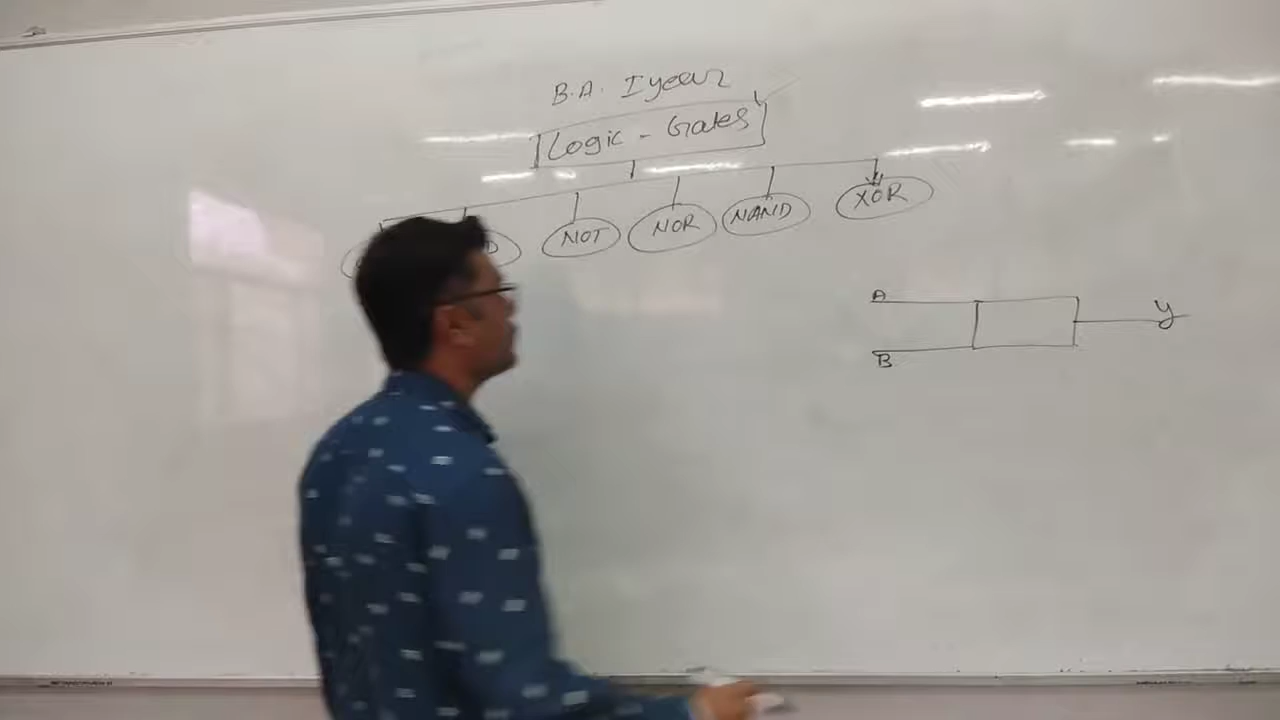 B.A. I year
Logic - Gates
NOT NOR NAND XOR
A
B
y